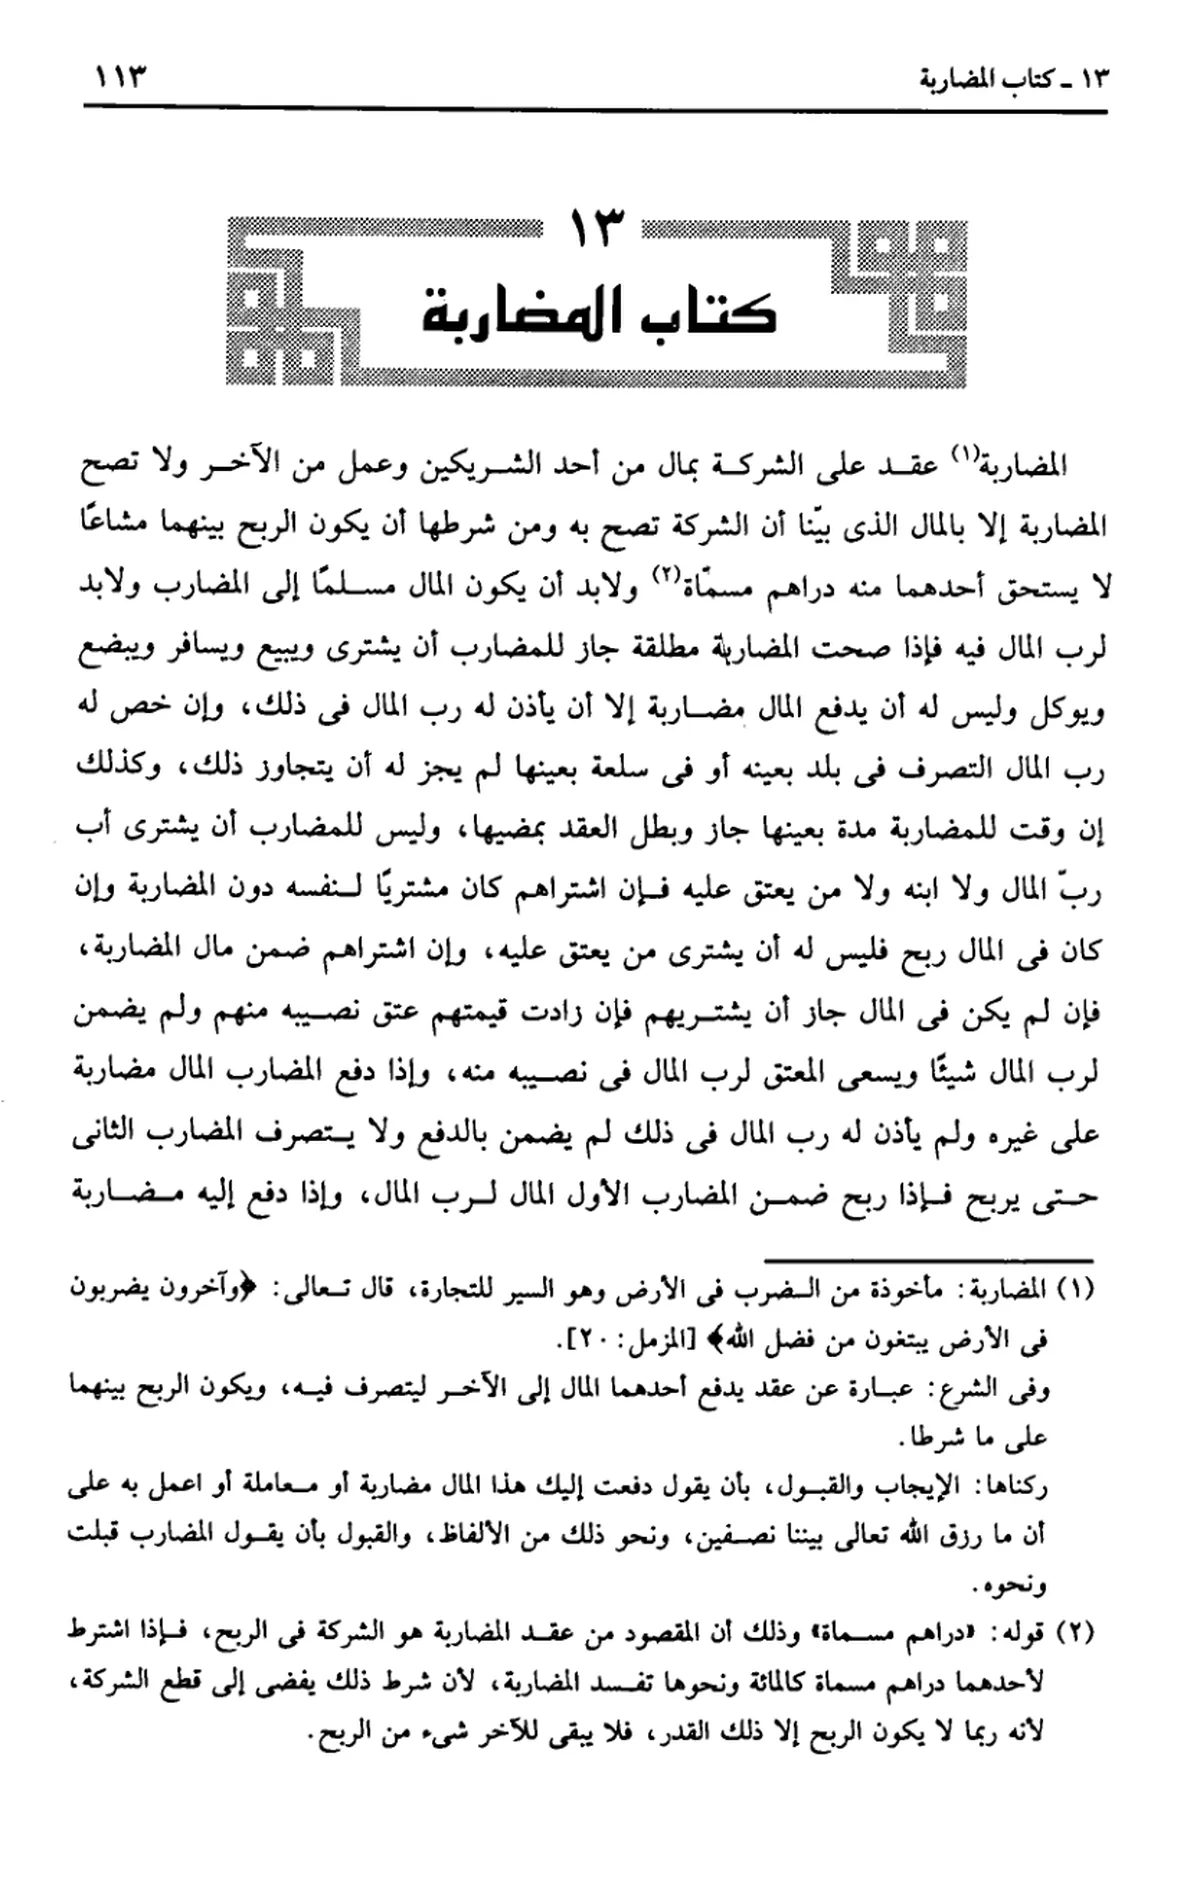 ١٣ ـ كتاب المضاربة
١١٣
١٣
كتاب المضاربة
المضاربة(١) عقد على الشركة بمال من أحد الشريكين وعمل من الآخر ولا تصح
المضاربة إلا بالمال الذى بيّنا أن الشركة تصح به ومن شرطها أن يكون الربح بينهما مشاعًا
لا يستحق أحدهما منه دراهم مسمّاة(٢) ولابد أن يكون المال مسلمًا إلى المضارب ولابد
لرب المال فيه فإذا صحت المضاربة مطلقة جاز للمضارب أن يشترى ويبيع ويسافر ويبضع
ويوكل وليس له أن يدفع المال مضاربة إلا أن يأذن له رب المال فى ذلك، وإن خص له
رب المال التصرف فى بلد بعينه أو فى سلعة بعينها لم يجز له أن يتجاوز ذلك، وكذلك
إن وقت للمضاربة مدة بعينها جاز وبطل العقد بمضيها، وليس للمضارب أن يشترى أب
ربّ المال ولا ابنه ولا من يعتق عليه فإن اشتراهم كان مشتريًا لنفسه دون المضاربة وإن
كان فى المال ربح فليس له أن يشترى من يعتق عليه، وإن اشتراهم ضمن مال المضاربة،
فإن لم يكن فى المال جاز أن يشتريهم فإن زادت قيمتهم عتق نصيبه منهم ولم يضمن
لرب المال شيئًا ويسعى المعتق لرب المال فى نصيبه منه، وإذا دفع المضارب المال مضاربة
على غيره ولم يأذن له رب المال فى ذلك لم يضمن بالدفع ولا يتصرف المضارب الثانى
حتى يربح فإذا ربح ضمن المضارب الأول المال لرب المال، وإذا دفع إليه مضاربة
(١) المضاربة: مأخوذة من الضرب فى الأرض وهو السير للتجارة، قال تعالى: ﴿وآخرون يضربون
فى الأرض يبتغون من فضل الله﴾ [المزمل: ٢٠].
وفى الشرع: عبارة عن عقد يدفع أحدهما المال إلى الآخر ليتصرف فيه، ويكون الربح بينهما
على ما شرطا.
ركناها: الإيجاب والقبول، بأن يقول دفعت إليك هذا المال مضاربة أو معاملة أو اعمل به على
أن ما رزق الله تعالى بيننا نصفين، ونحو ذلك من الألفاظ، والقبول بأن يقول المضارب قبلت
ونحوه.
(٢) قوله: «دراهم مسماة» وذلك أن المقصود من عقد المضاربة هو الشركة فى الربح، فإذا اشترط
لأحدهما دراهم مسماة كالمائة ونحوها تفسد المضاربة، لأن شرط ذلك يفضى إلى قطع الشركة،
لأنه ربما لا يكون الربح إلا ذلك القدر، فلا يبقى للآخر شىء من الربح.